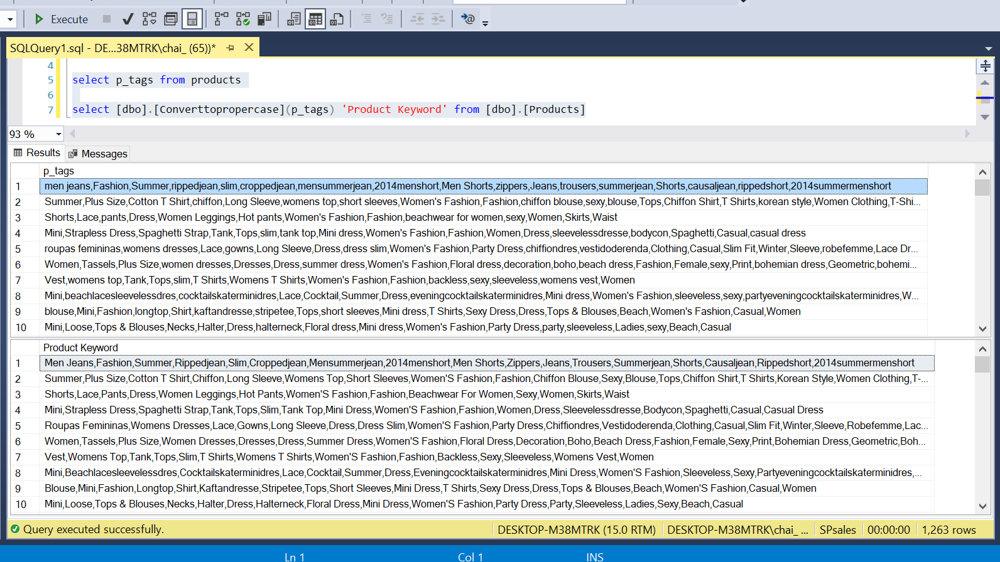 Execute
SQLQuery1.sql - DE...38MTRK\chai_ (65))*
4
5 select p_tags from products
6
7 select [dbo].[Converttopropercase](p_tags) 'Product Keyword' from [dbo].[Products]
93 %
Results Messages
p_tags
1 men jeans,Fashion,Summer,rippedjean,slim,croppedjean,mensummerjean,2014menshort,Men Shorts,zippers,Jeans,trousers,summerjean,Shorts,causaljean,rippedshort,2014summermenshort
2 Summer,Plus Size,Cotton T Shirt,chiffon,Long Sleeve,womens top,short sleeves,Women's Fashion,Fashion,chiffon blouse,sexy,blouse,Tops,Chiffon Shirt,T Shirts,korean style,Women Clothing,T-Shi...
3 Shorts,Lace,pants,Dress,Women Leggings,Hot pants,Women's Fashion,Fashion,beachwear for women,sexy,Women,Skirts,Waist
4 Mini,Strapless Dress,Spaghetti Strap,Tank,Tops,slim,tank top,Mini dress,Women's Fashion,Fashion,Women,Dress,sleevelessdresse,bodycon,Spaghetti,Casual,casual dress
5 roupas femininas,womens dresses,Lace,gowns,Long Sleeve,Dress,dress slim,Women's Fashion,Party Dress,chiffiondres,vestidoderenda,Clothing,Casual,Slim Fit,Winter,Sleeve,robefemme,Lace Dr...
6 Women,Tassels,Plus Size,women dresses,Dresses,Dress,summer dress,Women's Fashion,Floral dress,decoration,boho,beach dress,Fashion,Female,sexy,Print,bohemian dress,Geometric,bohemi...
7 Vest,womens top,Tank,Tops,slim,T Shirts,Womens T Shirts,Women's Fashion,Fashion,backless,sexy,sleeveless,womens vest,Women
8 Mini,beachlacesleevelessdres,cocktailskaterminidres,Lace,Cocktail,Summer,Dress,eveningcocktailskaterminidres,Mini dress,Women's Fashion,sleeveless,sexy,partyeveningcocktailskaterminidres,W...
9 blouse,Mini,Fashion,longtop,Shirt,kaftandresse,stripetee,Tops,short sleeves,Mini dress,T Shirts,Sexy Dress,Dress,Tops & Blouses,Beach,Women's Fashion,Casual,Women
10 Mini,Loose,Tops & Blouses,Necks,Halter,Dress,halterneck,Floral dress,Mini dress,Women's Fashion,Party Dress,party,sleeveless,Ladies,sexy,Beach,Casual
Product Keyword
1 Men Jeans,Fashion,Summer,Rippedjean,Slim,Croppedjean,Mensummerjean,2014menshort,Men Shorts,Zippers,Jeans,Trousers,Summerjean,Shorts,Causaljean,Rippedshort,2014summermenshort
2 Summer,Plus Size,Cotton T Shirt,Chiffon,Long Sleeve,Womens Top,Short Sleeves,Women'S Fashion,Fashion,Chiffon Blouse,Sexy,Blouse,Tops,Chiffon Shirt,T Shirts,Korean Style,Women Clothing,T-...
3 Shorts,Lace,Pants,Dress,Women Leggings,Hot Pants,Women'S Fashion,Fashion,Beachwear For Women,Sexy,Women,Skirts,Waist
4 Mini,Strapless Dress,Spaghetti Strap,Tank,Tops,Slim,Tank Top,Mini Dress,Women'S Fashion,Fashion,Women,Dress,Sleevelessdresse,Bodycon,Spaghetti,Casual,Casual Dress
5 Roupas Femininas,Womens Dresses,Lace,Gowns,Long Sleeve,Dress,Dress Slim,Women'S Fashion,Party Dress,Chiffiondres,Vestidoderenda,Clothing,Casual,Slim Fit,Winter,Sleeve,Robefemme,Lac...
6 Women,Tassels,Plus Size,Women Dresses,Dresses,Dress,Summer Dress,Women'S Fashion,Floral Dress,Decoration,Boho,Beach Dress,Fashion,Female,Sexy,Print,Bohemian Dress,Geometric,Boh...
7 Vest,Womens Top,Tank,Tops,Slim,T Shirts,Womens T Shirts,Women'S Fashion,Fashion,Backless,Sexy,Sleeveless,Womens Vest,Women
8 Mini,Beachlacesleevelessdres,Cocktailskaterminidres,Lace,Cocktail,Summer,Dress,Eveningcocktailskaterminidres,Mini Dress,Women'S Fashion,Sleeveless,Sexy,Partyeveningcocktailskaterminidres,...
9 Blouse,Mini,Fashion,Longtop,Shirt,Kaftandresse,Stripetee,Tops,Short Sleeves,Mini Dress,T Shirts,Sexy Dress,Dress,Tops & Blouses,Beach,Women'S Fashion,Casual,Women
10 Mini,Loose,Tops & Blouses,Necks,Halter,Dress,Halterneck,Floral Dress,Mini Dress,Women'S Fashion,Party Dress,Party,Sleeveless,Ladies,Sexy,Beach,Casual
Query executed successfully. DESKTOP-M38MTRK (15.0 RTM) DESKTOP-M38MTRK\chai_ ... SPsales 00:00:00 1,263 rows
Ln 1 Col 1 INS